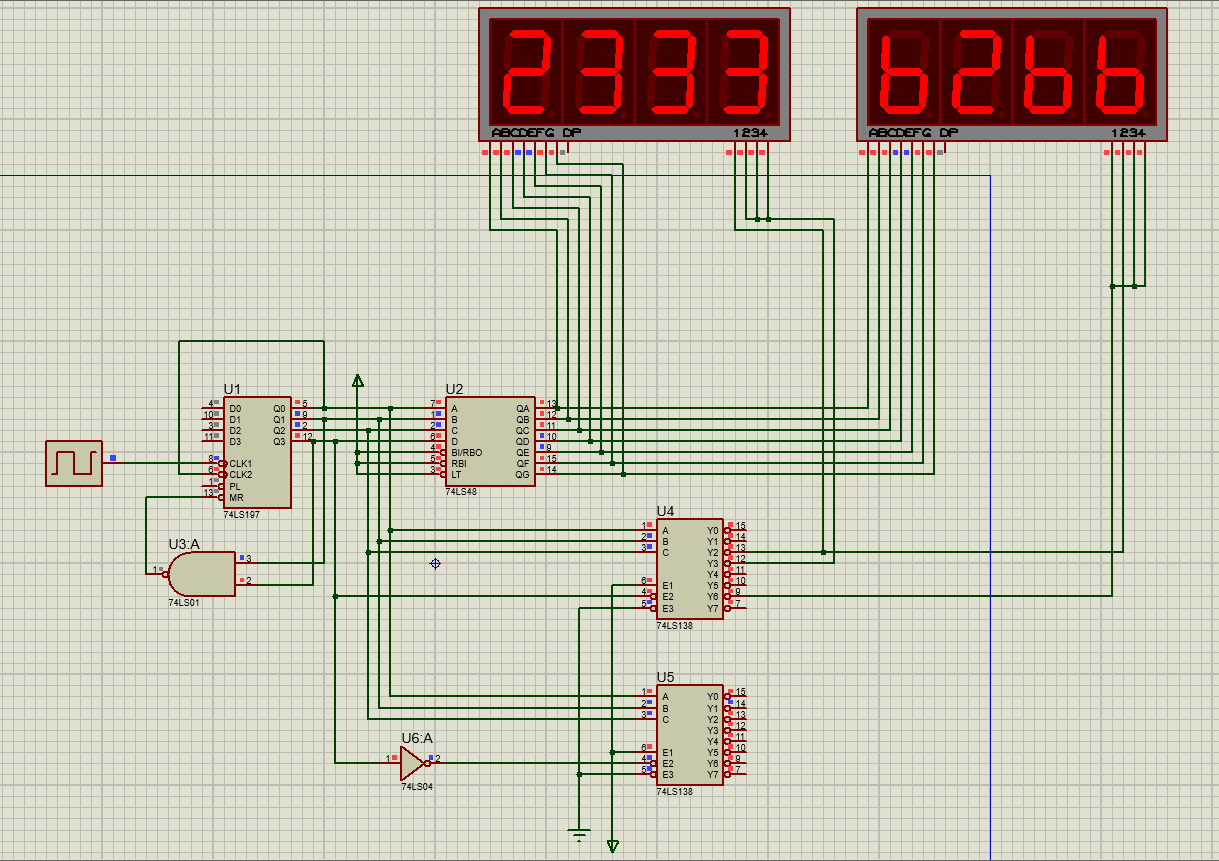 2333
ABCDEFG DP 1234
b2bb
ABCDEFG DP 1234
U1
4 D0 Q0 5
10 D1 Q1 9
3 D2 Q2 2
11 D3 Q3 12
8 CLK1
6 CLK2
1 PL
13 MR
74LS197
U2
7 A QA 13
1 B QB 12
2 C QC 11
6 D QD 10
4 BI/RBO QE 9
5 RBI QF 15
3 LT QG 14
74LS48
U3:A
1 3
2
74LS01
U4
1 A Y0 15
2 B Y1 14
3 C Y2 13
Y3 12
Y4 11
6 E1 Y5 10
4 E2 Y6 9
5 E3 Y7 7
74LS138
U5
1 A Y0 15
2 B Y1 14
3 C Y2 13
Y3 12
Y4 11
6 E1 Y5 10
4 E2 Y6 9
5 E3 Y7 7
74LS138
U6:A
1 2
74LS04